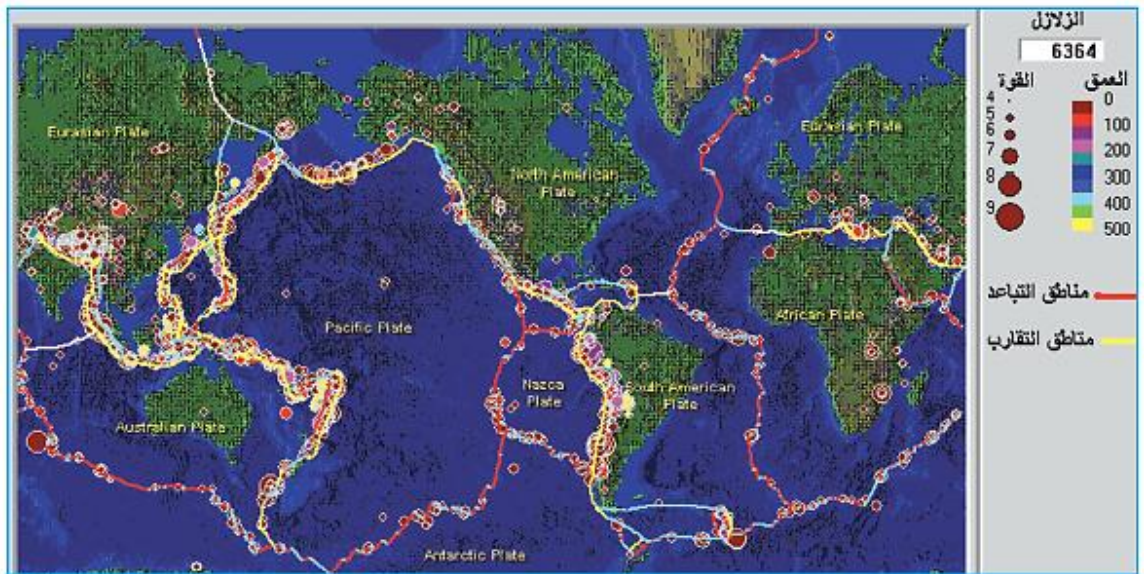 الزلازل
6364
القوة
4
5
6
7
8
9
العمق
0
100
200
300
400
500
مناطق التباعد
مناطق التقارب
Eurasian Plate
North American
Plate
Eurasian Plate
Pacific Plate
African Plate
Nazca
Plate
South American
Plate
Australian Plate
Antarctic Plate